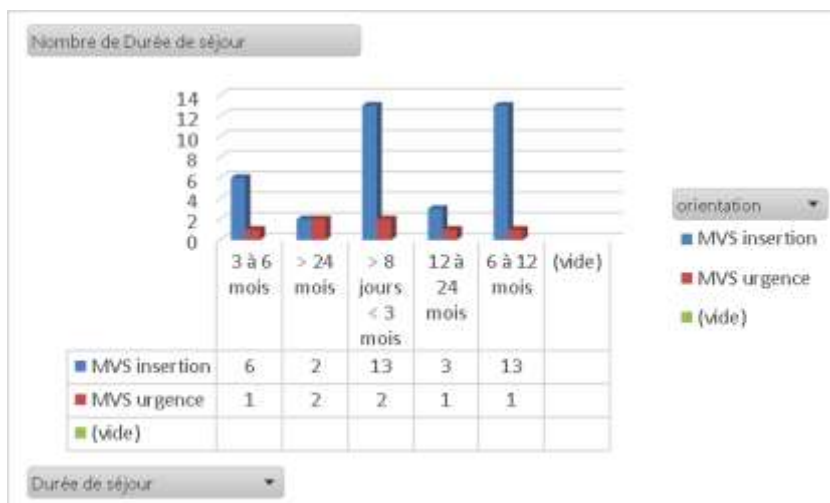 Nombre de Durée de séjour
14
12
10
8
6
4
2
0
3 à 6 mois
> 24 mois
> 8 jours < 3 mois
12 à 24 mois
6 à 12 mois
(vide)
MVS insertion 6 2 13 3 13
MVS urgence 1 2 2 1 1
(vide)
orientation
MVS insertion
MVS urgence
(vide)
Durée de séjour